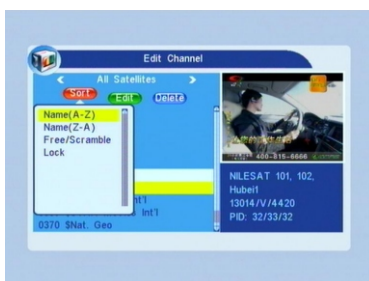 Edit Channel
All Satellites
Sort
Edit
Delete
Name(A-Z)
Name(Z-A)
Free/Scramble
Lock
Int'l
Int'l
0370 $Nat. Geo
400-815-6666
NILESAT 101, 102,
Hubei1
13014/V/4420
PID: 32/33/32